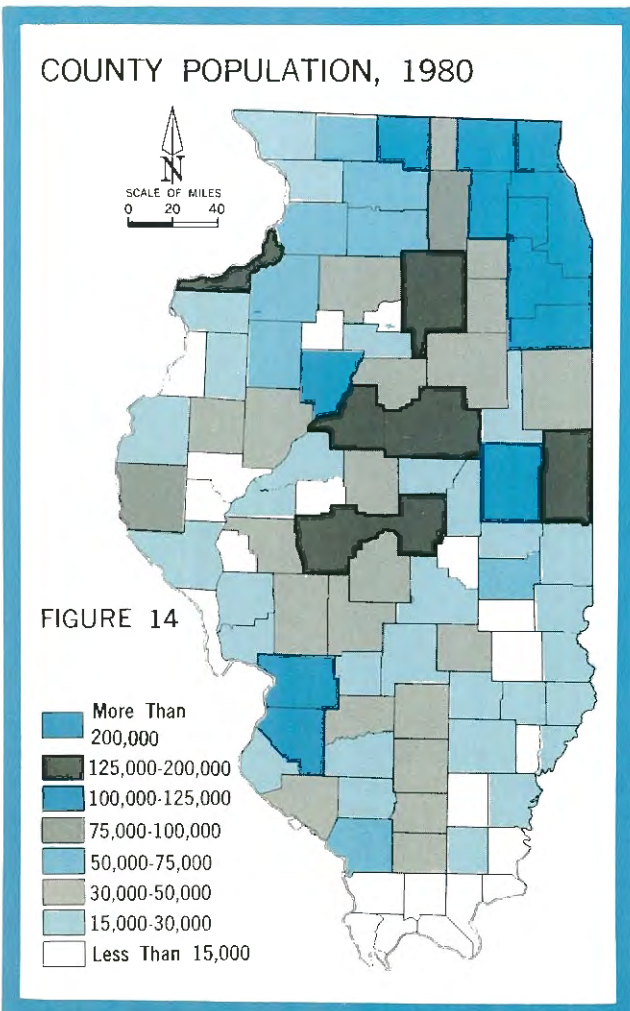 COUNTY POPULATION, 1980
N
SCALE OF MILES
0 20 40
FIGURE 14
More Than
200,000
125,000-200,000
100,000-125,000
75,000-100,000
50,000-75,000
30,000-50,000
15,000-30,000
Less Than 15,000